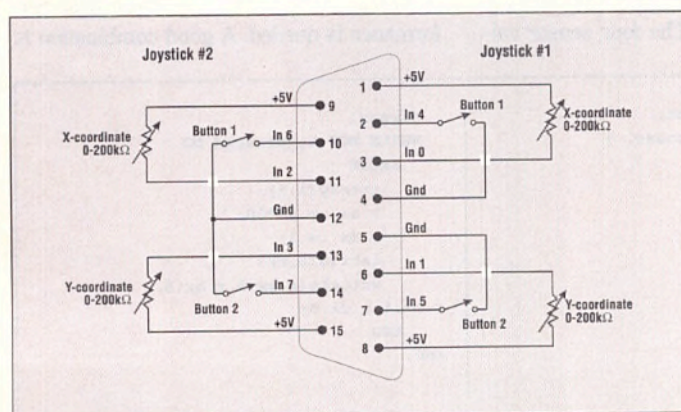 The
Joystick #2
Joystick #1
1
+5V
+5V
9
X-coordinate
0-200kΩ
Button 1
In 6
10
2
In 4
Button 1
X-coordinate
0-200kΩ
In 2
11
3
In 0
Gnd
12
4
Gnd
5
Gnd
In 3
13
6
In 1
Y-coordinate
0-200kΩ
In 7
14
Button 2
7
In 5
Button 2
Y-coordinate
0-200kΩ
+5V
15
8
+5V